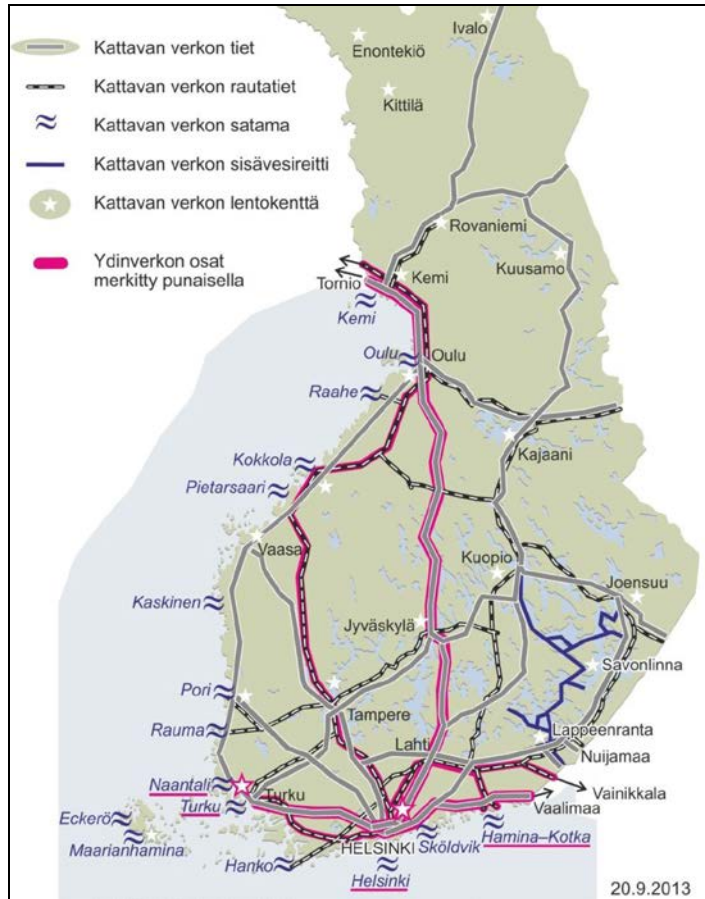 Kattavan verkon tiet
Kattavan verkon rautatiet
Kattavan verkon satama
Kattavan verkon sisävesireitti
Kattavan verkon lentokenttä
Ydinverkon osat
merkitty punaisella
Ivalo
Enontekiö
Kittilä
Rovaniemi
Kuusamo
Kemi
Tornio
Kemi
Oulu
Oulu
Raahe
Kajaani
Kokkola
Pietarsaari
Vaasa
Kuopio
Joensuu
Kaskinen
Jyväskylä
Savonlinna
Pori
Tampere
Lappeenranta
Rauma
Lahti
Nuijamaa
Naantali
Turku
Turku
Vainikkala
Vaalimaa
Eckerö
Maarianhamina
HELSINKI
Sköldvik
Hamina–Kotka
Hanko
Helsinki
20.9.2013